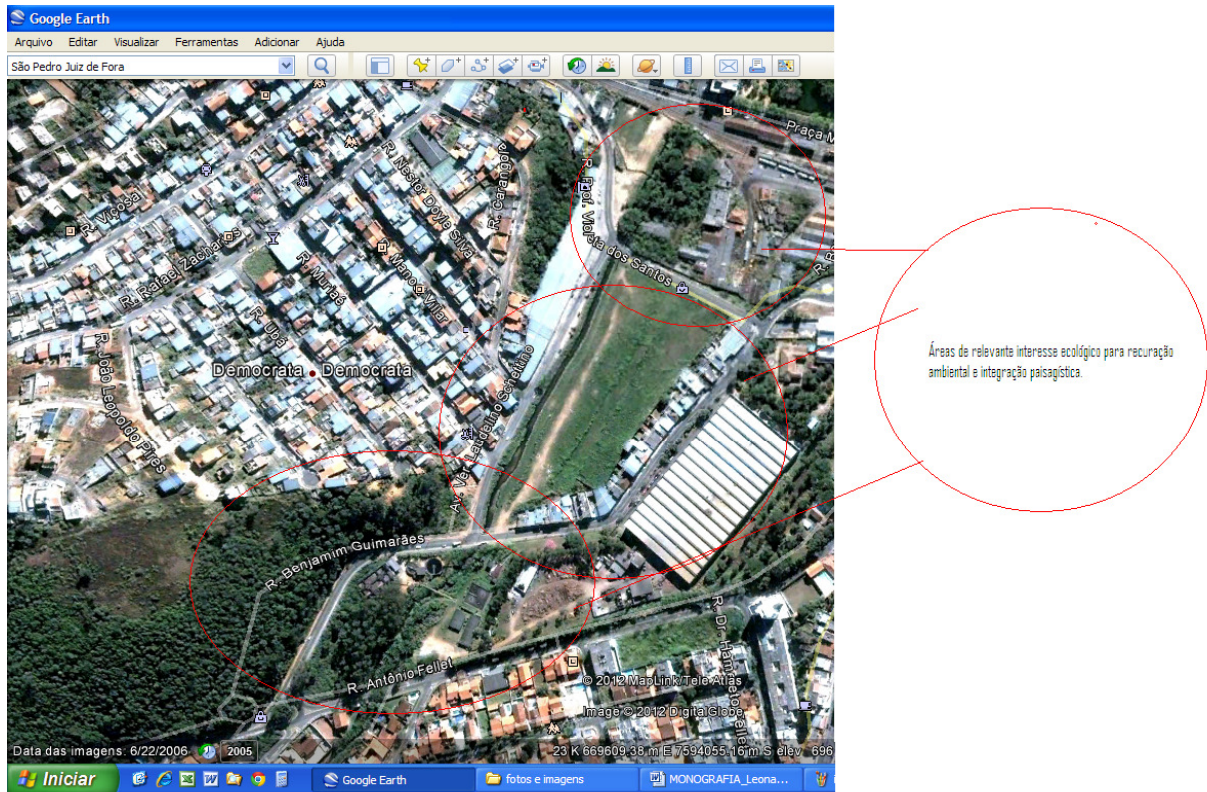 Google Earth
Arquivo Editar Visualizar Ferramentas Adicionar Ajuda
São Pedro Juiz de Fora
Praça M
R. Viçosa
R. Nestor Doyle Silva
R. Carangola
R. Prof. Violeta dos Santos
R. B
R. Rafael Zacharias
R. Muriaé
R. Mano Vilar
R. Ubá
R. João Leopoldo Pires
Democrata Democrata
Av. Ver. Laudelino Schettino
Áreas de relevante interesse ecológico para recuração
ambiental e integração paisagística.
R. Benjamim Guimarães
R. Antônio Fellet
R. Dr.
© 2012 MapLink/Tele Atlas
Image © 2012 DigitalGlobe
Data das imagens: 6/22/2006 2005
23 K 669609.38 m E 7594055.16 m S elev 696
Iniciar Google Earth fotos e imagens MONOGRAFIA_Leona...